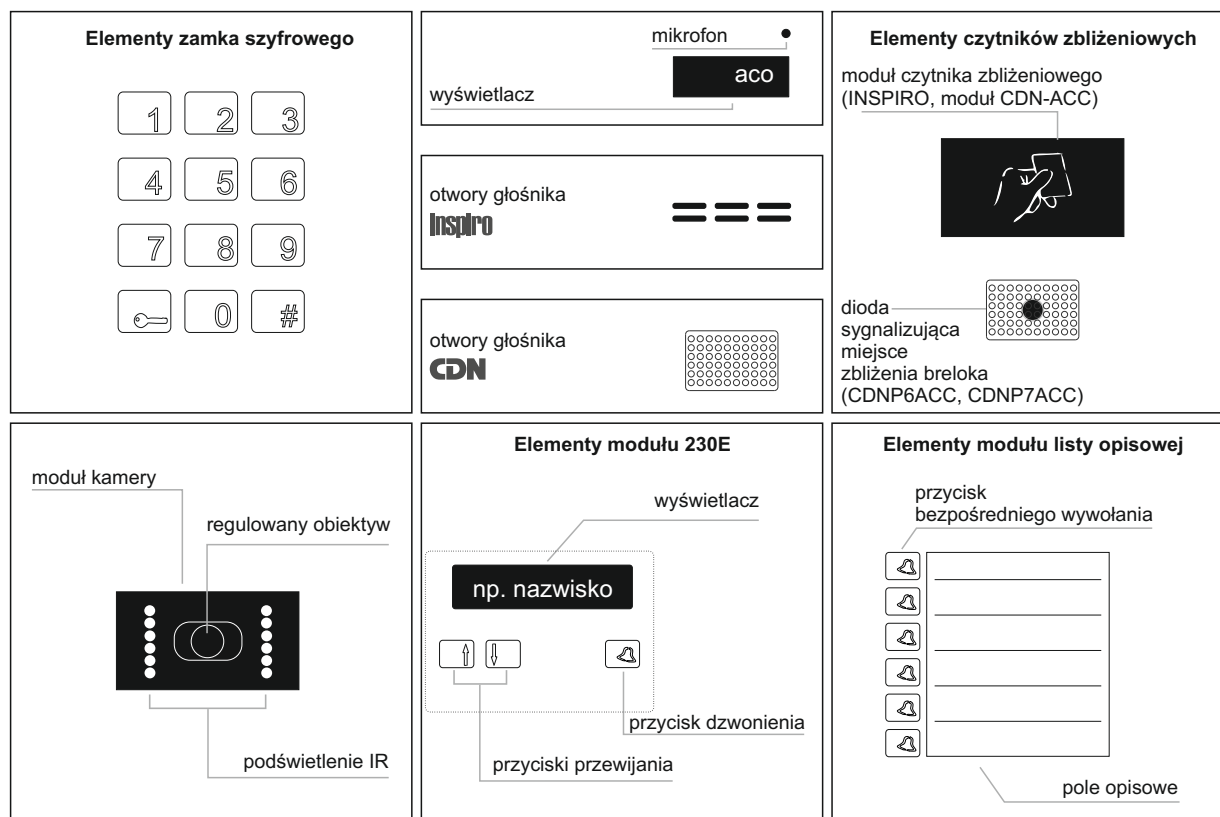 Elementy zamka szyfrowego
1 2 3
4 5 6
7 8 9
0 #
mikrofon
aco
wyświetlacz
otwory głośnika
Inspiro
otwory głośnika
CDN
Elementy czytników zbliżeniowych
moduł czytnika zbliżeniowego
(INSPIRO, moduł CDN-ACC)
dioda
sygnalizująca
miejsce
zbliżenia breloka
(CDNP6ACC, CDNP7ACC)
moduł kamery
regulowany obiektyw
podświetlenie IR
Elementy modułu 230E
wyświetlacz
np. nazwisko
przycisk dzwonienia
przyciski przewijania
Elementy modułu listy opisowej
przycisk
bezpośredniego wywołania
pole opisowe